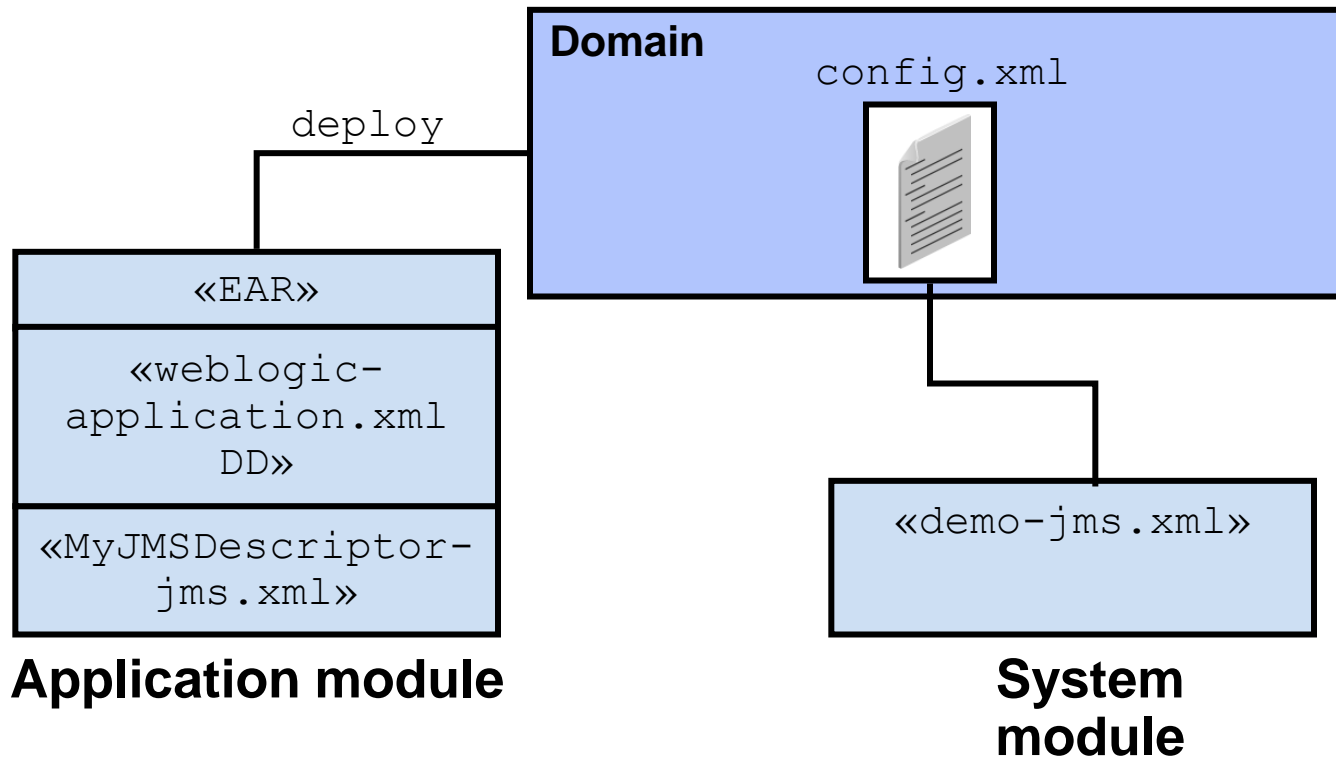 Domain
config.xml
deploy
«EAR»
«weblogic-
application.xml
DD»
«MyJMSDescriptor-
jms.xml»
«demo-jms.xml»
Application module
System
module